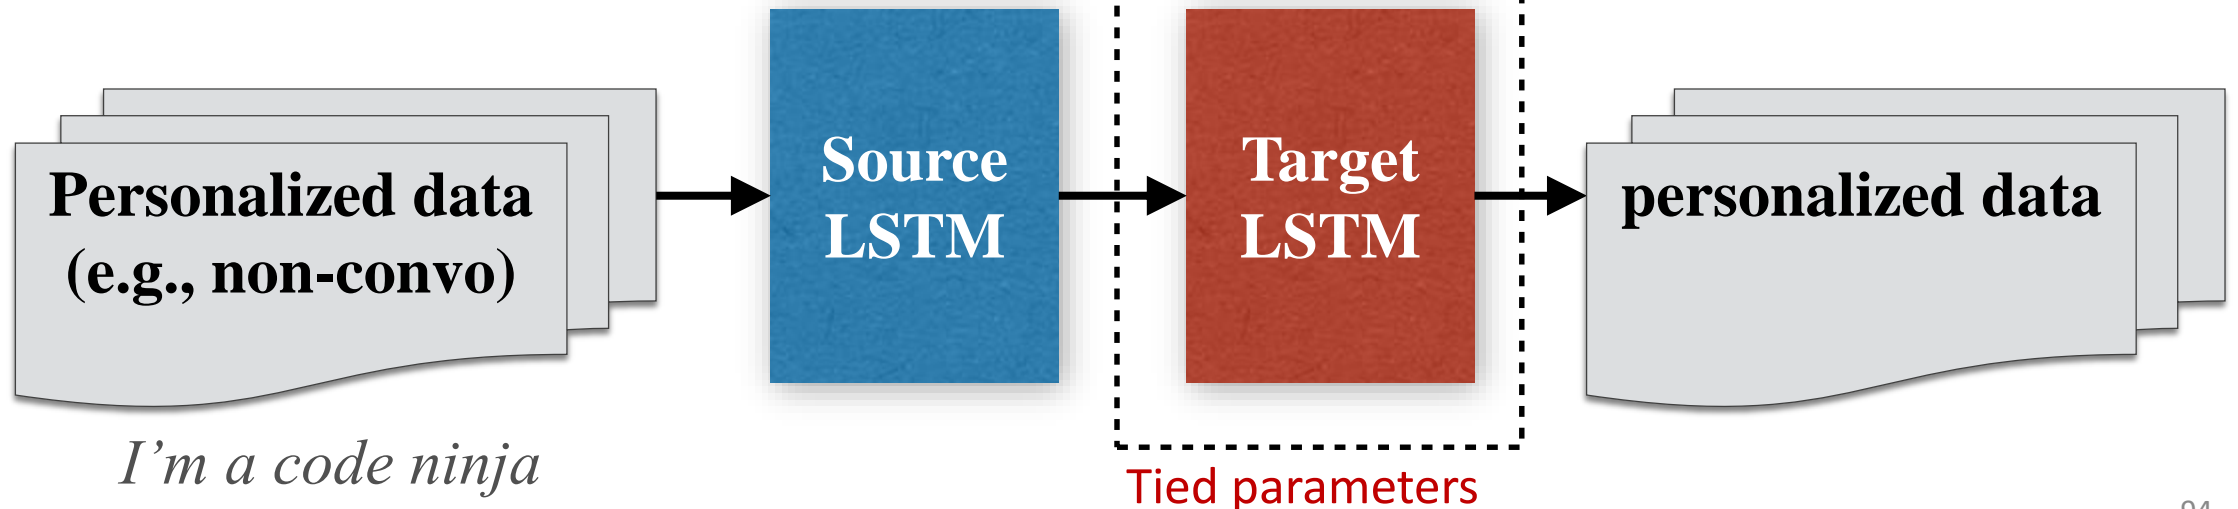 Personalized data
(e.g., non-convo)
Source
LSTM
Target
LSTM
personalized data
I'm a code ninja
Tied parameters